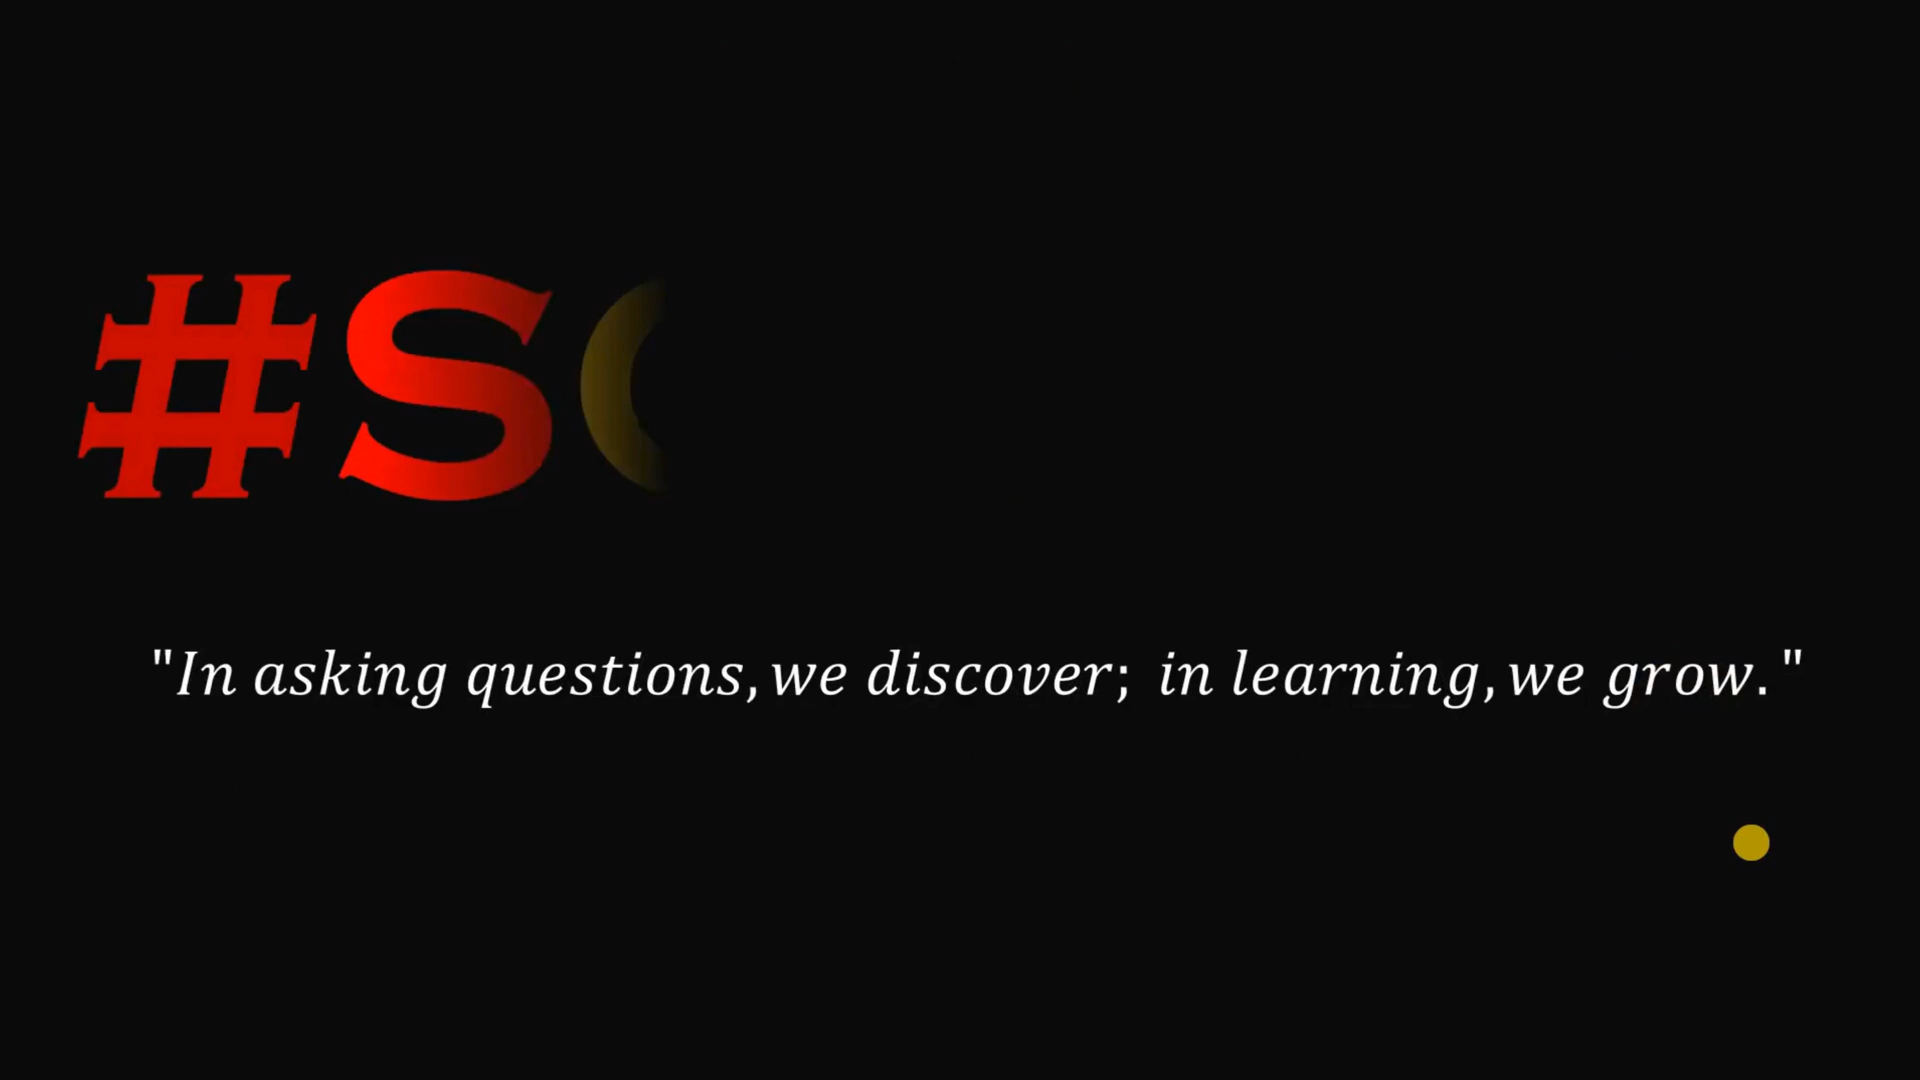 #S
"In asking questions, we discover; in learning, we grow."